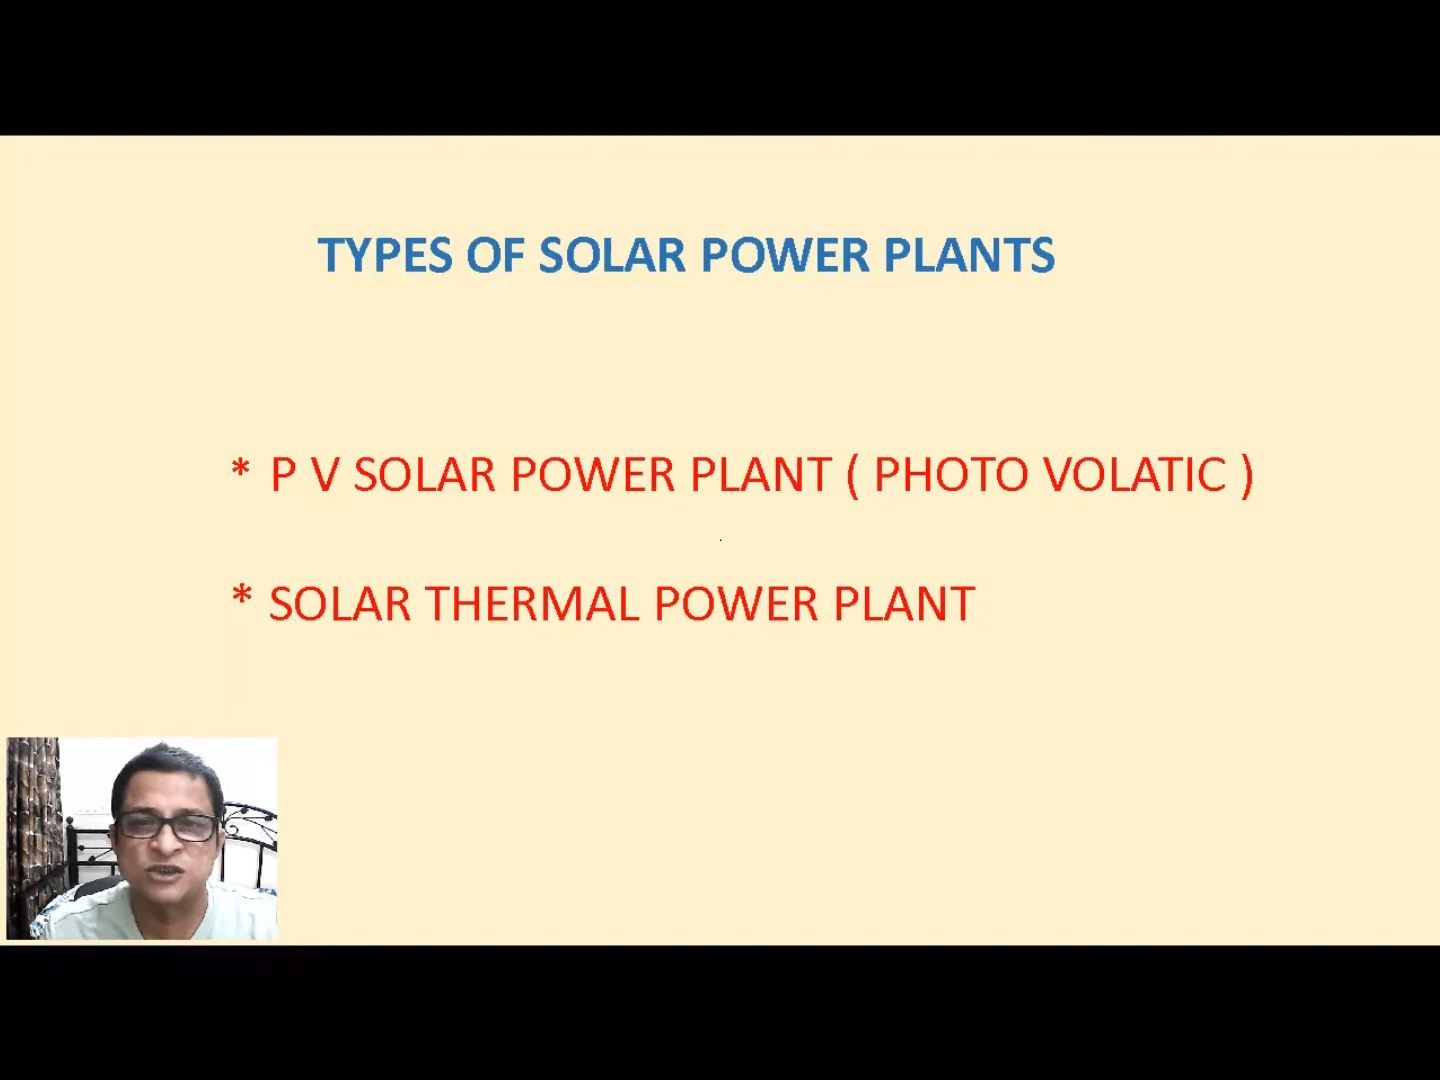 TYPES OF SOLAR POWER PLANTS
* P V SOLAR POWER PLANT ( PHOTO VOLATIC )
* SOLAR THERMAL POWER PLANT